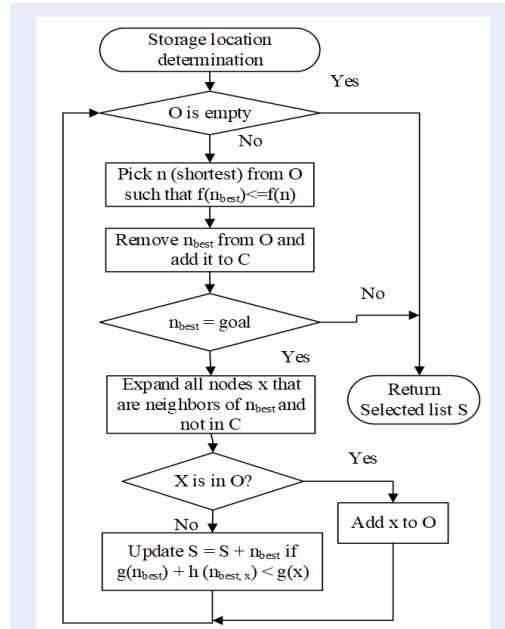 Storage location
determination
Yes
O is empty
No
Pick n (shortest) from O
such that f(nbest)<=f(n)
Remove nbest from O and
add it to C
No
nbest = goal
Yes
Expand all nodes x that
are neighbors of nbest and
not in C
Return
Selected list S
Yes
X is in O?
No
Add x to O
Update S = S + nbest if
g(nbest) + h (nbest, x) < g(x)